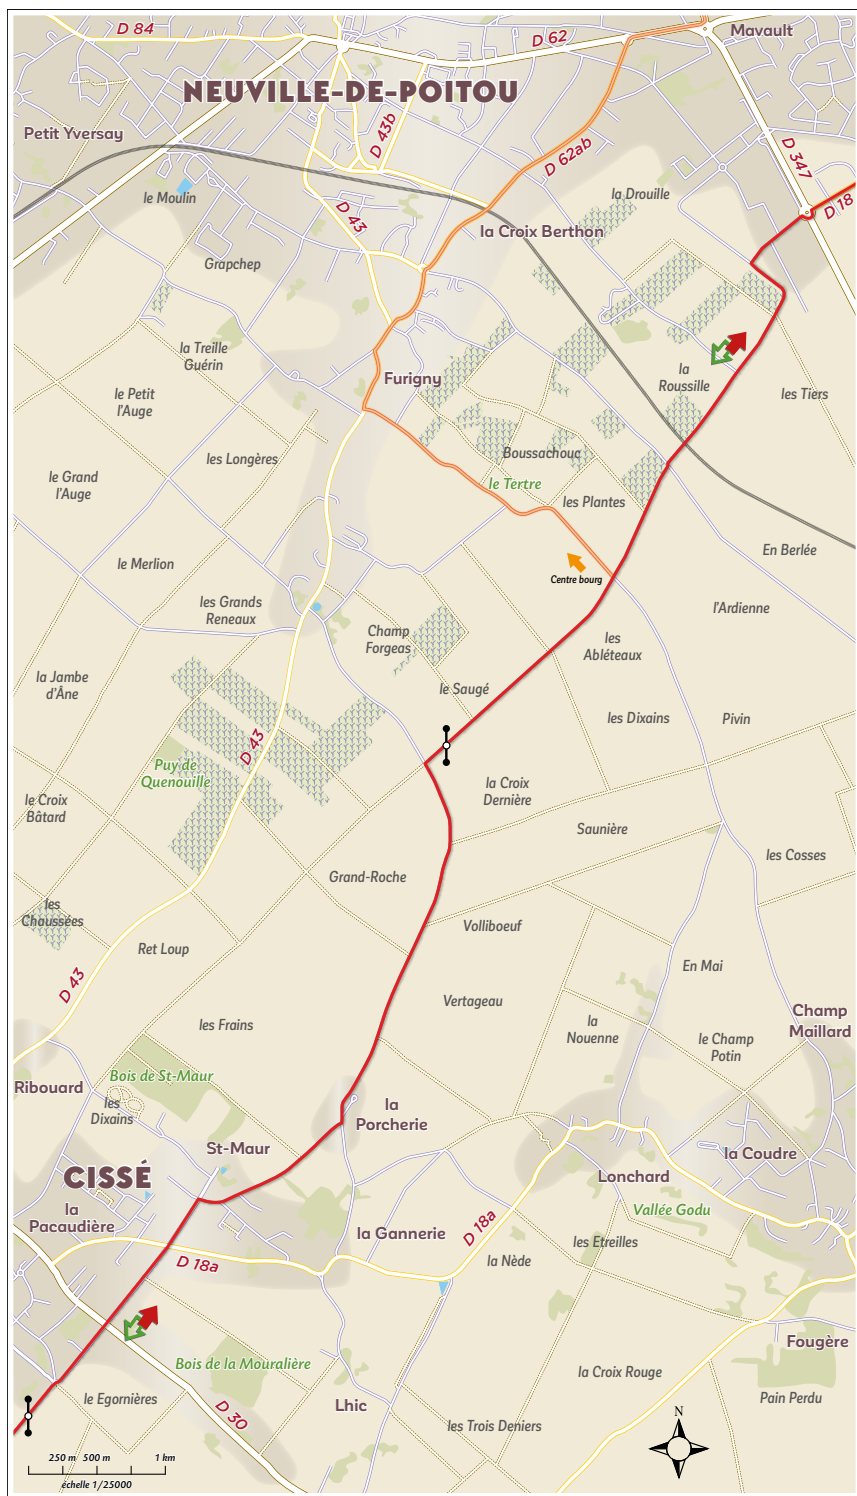 D 84
D 62
Mavault
NEUVILLE-DE-POITOU
Petit Yversay
D 43b
D 62ab
D 347
le Moulin
la Drouille
D 18
D 43
la Croix Berthon
Grapchep
la Treille
Guérin
Furigny
la
Roussille
le Petit
l'Auge
les Tiers
les Longères
Boussachouc
le Grand
l'Auge
le Tertre
les Plantes
En Berlée
le Merlion
Centre bourg
les Grands
Reneaux
l'Ardienne
Champ
Forgeas
les
Abléteaux
la Jambe
d'Âne
le Saugé
les Dixains
Pivin
D 43
Puy de
Quenouille
la Croix
Dernière
le Croix
Bâtard
Saunière
les Cosses
Grand-Roche
les
Chaussées
Volliboeuf
Ret Loup
En Mai
D 43
Vertageau
Champ
Maillard
les Frains
la
Nouenne
le Champ
Potin
Bois de St-Maur
Ribouard
les
Dixains
la
Porcherie
St-Maur
la Coudre
CISSÉ
Lonchard
la
Pacaudière
Vallée Godu
la Gannerie
D 18a
les Etreilles
D 18a
la Nède
Fougère
Bois de la Mouralière
la Croix Rouge
le Egornières
Pain Perdu
Lhic
D 30
les Trois Deniers
N
250 m 500 m 1 km
échelle 1/25000